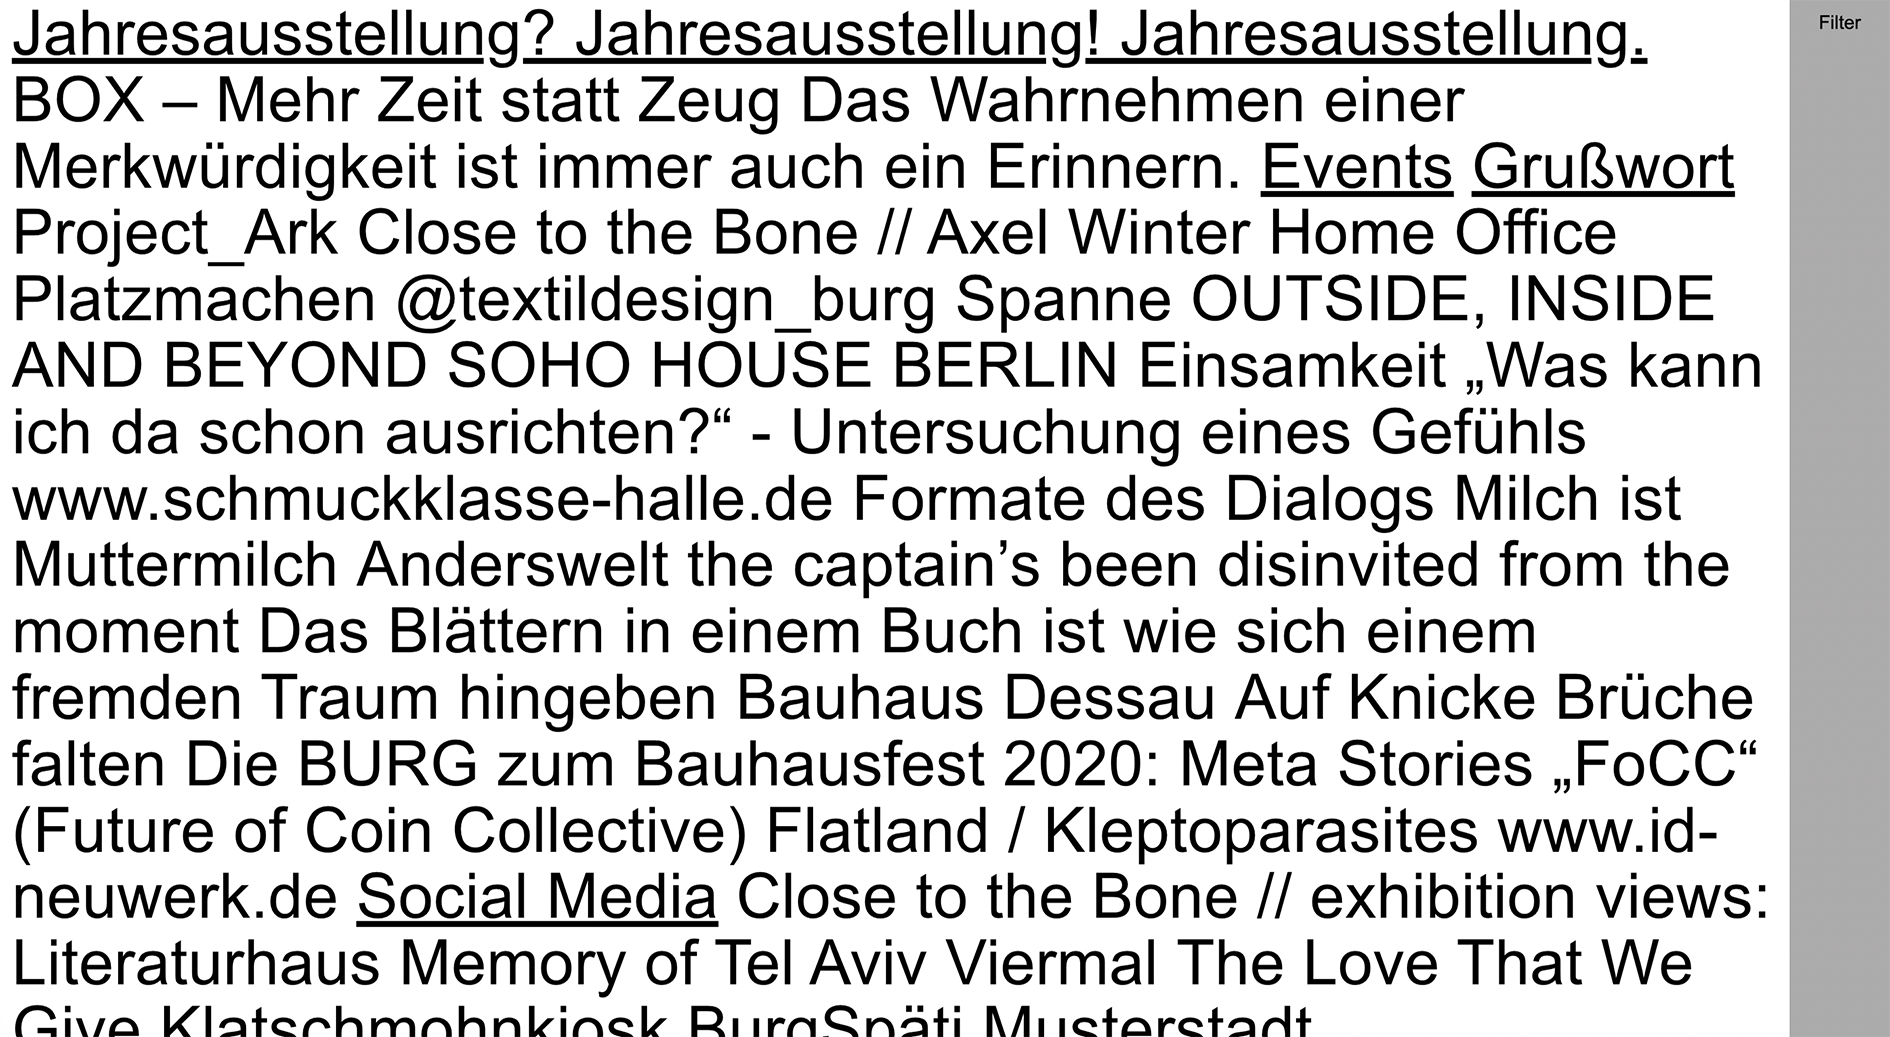 Jahresausstellung? Jahresausstellung! Jahresausstellung.
BOX – Mehr Zeit statt Zeug Das Wahrnehmen einer
Merkwürdigkeit ist immer auch ein Erinnern. Events Grußwort
Project_Ark Close to the Bone // Axel Winter Home Office
Platzmachen @textildesign_burg Spanne OUTSIDE, INSIDE
AND BEYOND SOHO HOUSE BERLIN Einsamkeit „Was kann
ich da schon ausrichten?“ - Untersuchung eines Gefühls
www.schmuckklasse-halle.de Formate des Dialogs Milch ist
Muttermilch Anderswelt the captain’s been disinvited from the
moment Das Blättern in einem Buch ist wie sich einem
fremden Traum hingeben Bauhaus Dessau Auf Knicke Brüche
falten Die BURG zum Bauhausfest 2020: Meta Stories „FoCC“
(Future of Coin Collective) Flatland / Kleptoparasites www.id-
neuwerk.de Social Media Close to the Bone // exhibition views:
Literaturhaus Memory of Tel Aviv Viermal The Love That We
Give Klatschmohnkiosk BurgSpäti Musterstadt
Filter